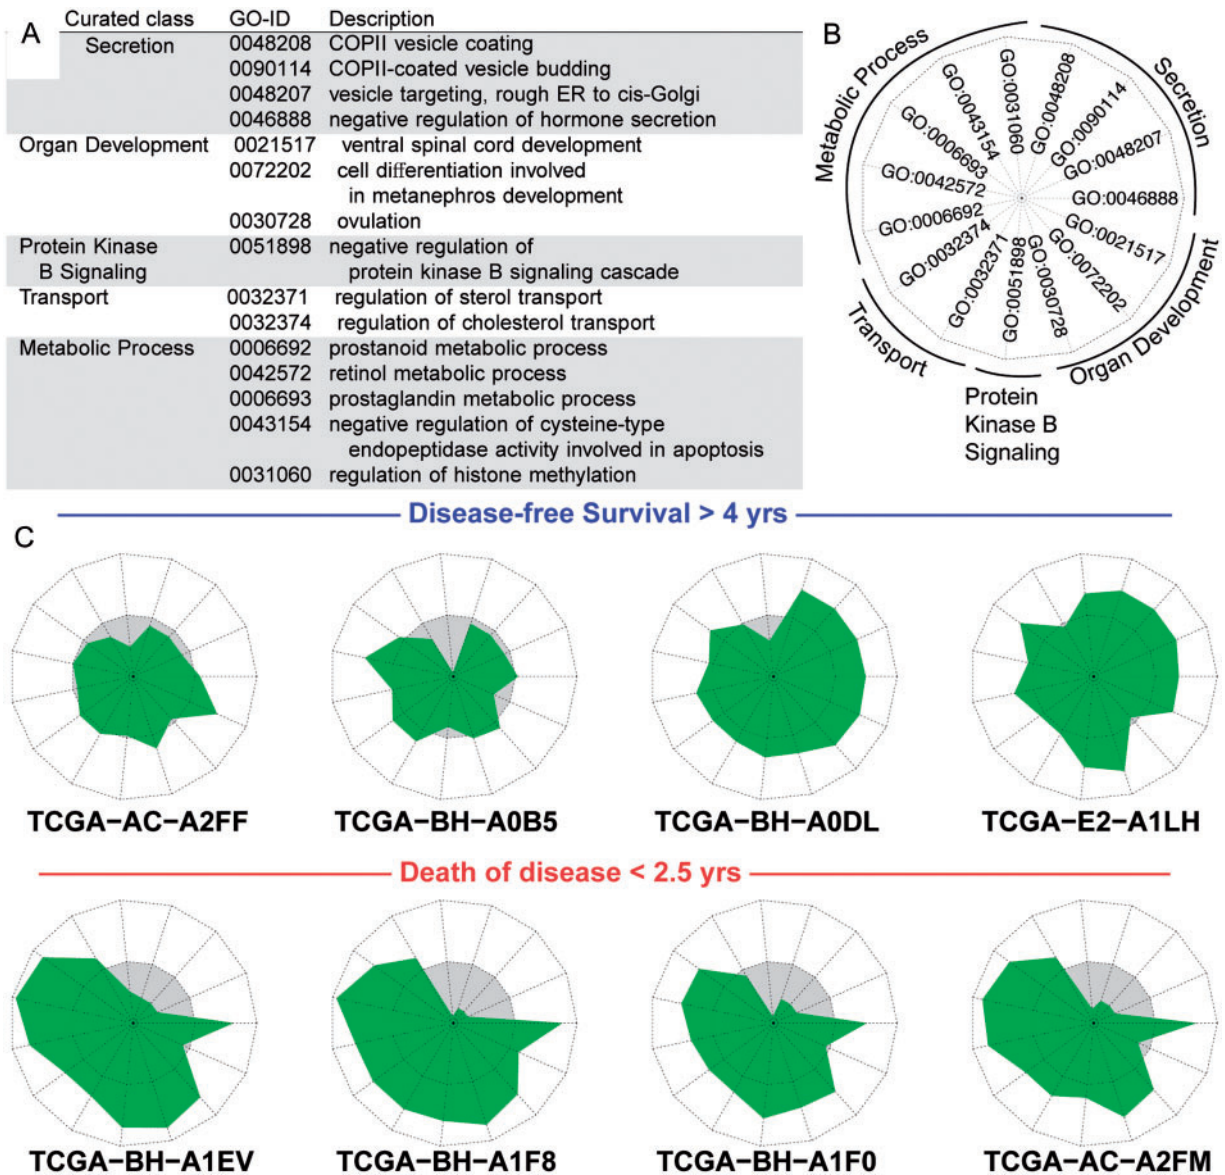 A
Curated class GO-ID Description
Secretion 0048208 COPII vesicle coating
0090114 COPII-coated vesicle budding
0048207 vesicle targeting, rough ER to cis-Golgi
0046888 negative regulation of hormone secretion
Organ Development 0021517 ventral spinal cord development
0072202 cell differentiation involved
in metanephros development
0030728 ovulation
Protein Kinase 0051898 negative regulation of
B Signaling protein kinase B signaling cascade
Transport 0032371 regulation of sterol transport
0032374 regulation of cholesterol transport
Metabolic Process 0006692 prostanoid metabolic process
0042572 retinol metabolic process
0006693 prostaglandin metabolic process
0043154 negative regulation of cysteine-type
endopeptidase activity involved in apoptosis
0031060 regulation of histone methylation
B
Metabolic Process
Secretion
Organ Development
Protein
Kinase B
Signaling
Transport
GO:0048208
GO:0090114
GO:0048207
GO:0046888
GO:0021517
GO:0072202
GO:0030728
GO:0051898
GO:0032371
GO:0032374
GO:0006692
GO:0042572
GO:0006693
GO:0043154
GO:0031060
Disease-free Survival > 4 yrs
C
TCGA-AC-A2FF TCGA-BH-A0B5 TCGA-BH-A0DL TCGA-E2-A1LH
Death of disease < 2.5 yrs
TCGA-BH-A1EV TCGA-BH-A1F8 TCGA-BH-A1F0 TCGA-AC-A2FM